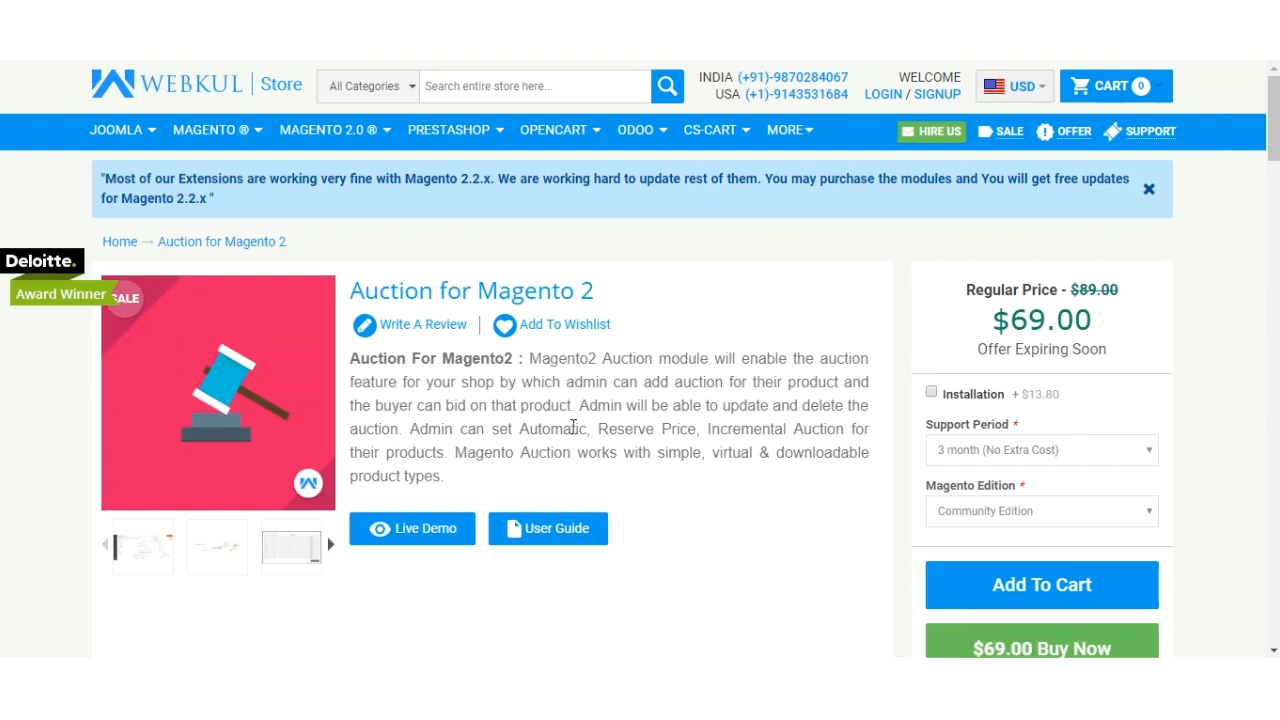 WEBKUL | Store
All Categories
Search entire store here...
INDIA (+91)-9870284067
USA (+1)-9143531684
WELCOME
LOGIN / SIGNUP
USD
CART 0
JOOMLA
MAGENTO ®
MAGENTO 2.0 ®
PRESTASHOP
OPENCART
ODOO
CS-CART
MORE
HIRE US
SALE
OFFER
SUPPORT
"Most of our Extensions are working very fine with Magento 2.2.x. We are working hard to update rest of them. You may purchase the modules and You will get free updates
for Magento 2.2.x "
Home → Auction for Magento 2
Deloitte.
Award Winner
SALE
Auction for Magento 2
Write A Review | Add To Wishlist
Auction For Magento2 : Magento2 Auction module will enable the auction
feature for your shop by which admin can add auction for their product and
the buyer can bid on that product. Admin will be able to update and delete the
auction. Admin can set Automatic, Reserve Price, Incremental Auction for
their products. Magento Auction works with simple, virtual & downloadable
product types.
Live Demo
User Guide
Regular Price - $89.00
$69.00
Offer Expiring Soon
Installation + $13.80
Support Period *
3 month (No Extra Cost)
Magento Edition *
Community Edition
Add To Cart
$69.00 Buy Now